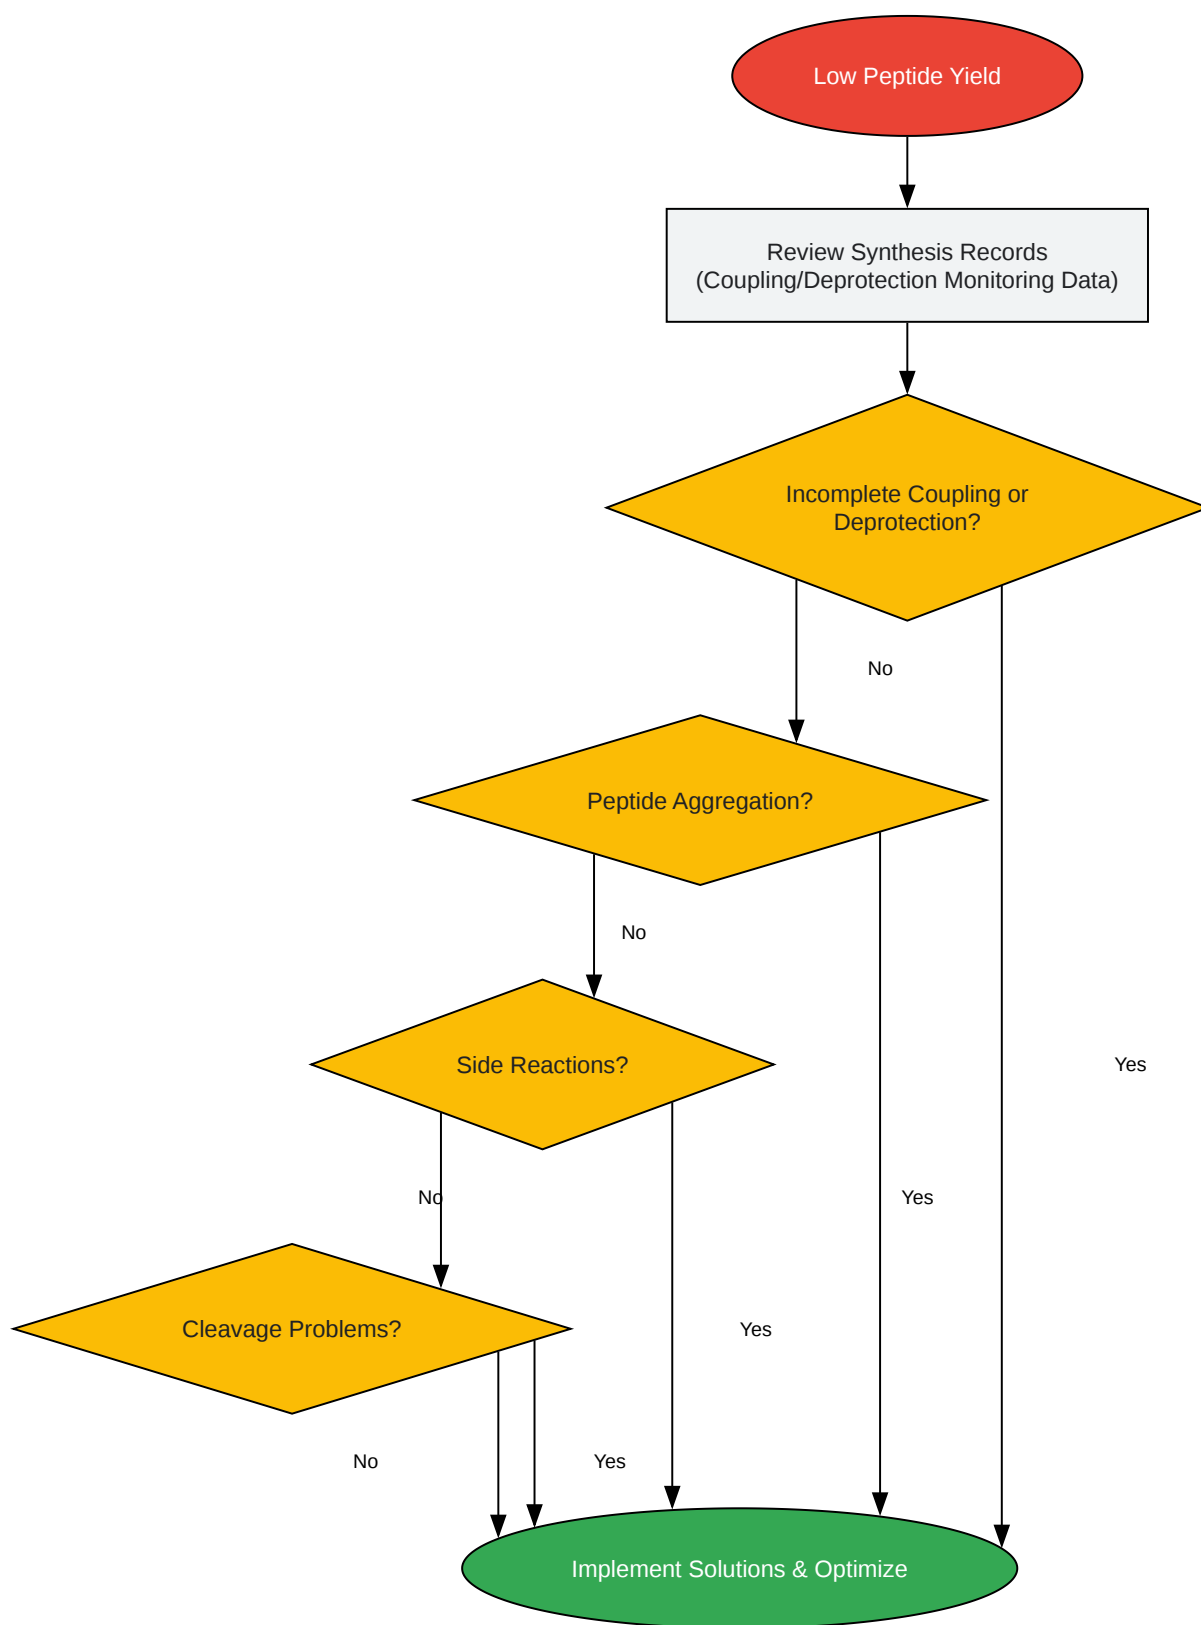 Low Peptide Yield
Review Synthesis Records
(Coupling/Deprotection Monitoring Data)
Incomplete Coupling or
Deprotection?
No
Peptide Aggregation?
No
Side Reactions?
Yes
No
Yes
Cleavage Problems?
Yes
No
Yes
Implement Solutions & Optimize